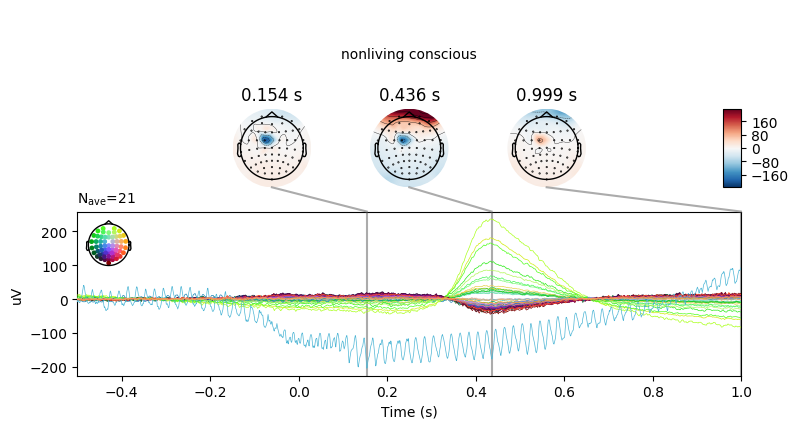 nonliving conscious
0.154 s 0.436 s 0.999 s
160
80
0
−80
−160
Nave=21
200
100
0
−100
−200
uV
−0.4 −0.2 0.0 0.2 0.4 0.6 0.8 1.0
Time (s)